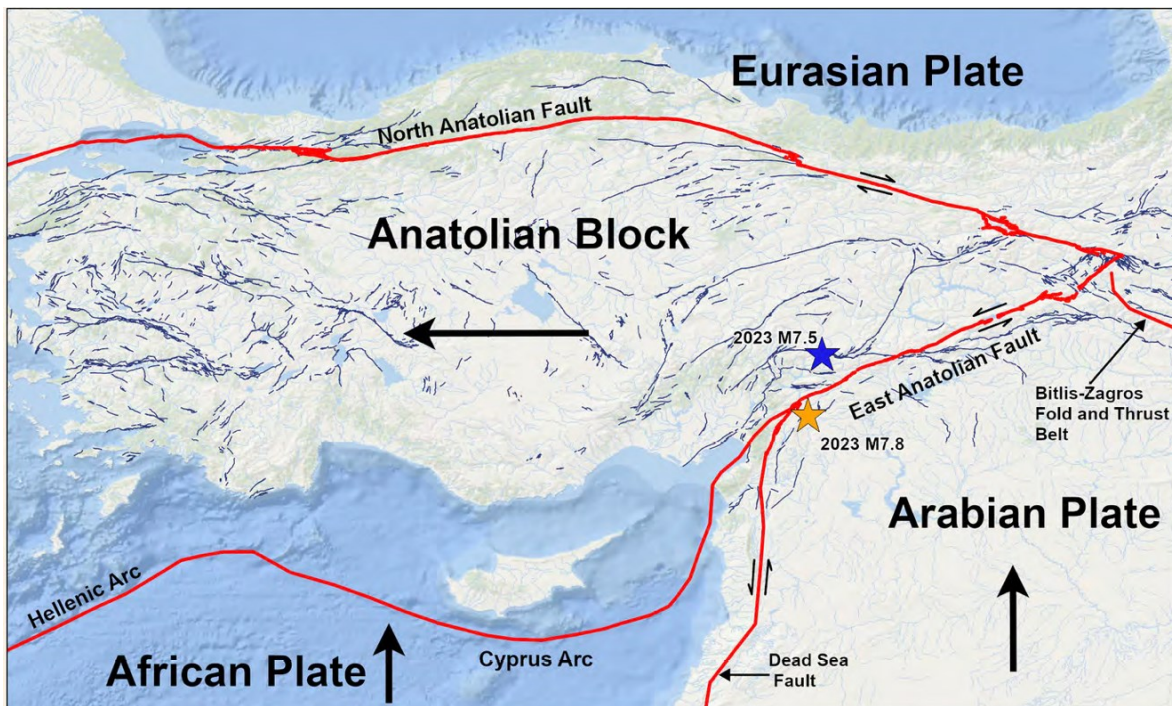 Eurasian Plate
North Anatolian Fault
Anatolian Block
2023 M7.5
East Anatolian Fault
Bitlis-Zagros
Fold and Thrust
Belt
2023 M7.8
Arabian Plate
Hellenic Arc
African Plate
Cyprus Arc
Dead Sea
Fault